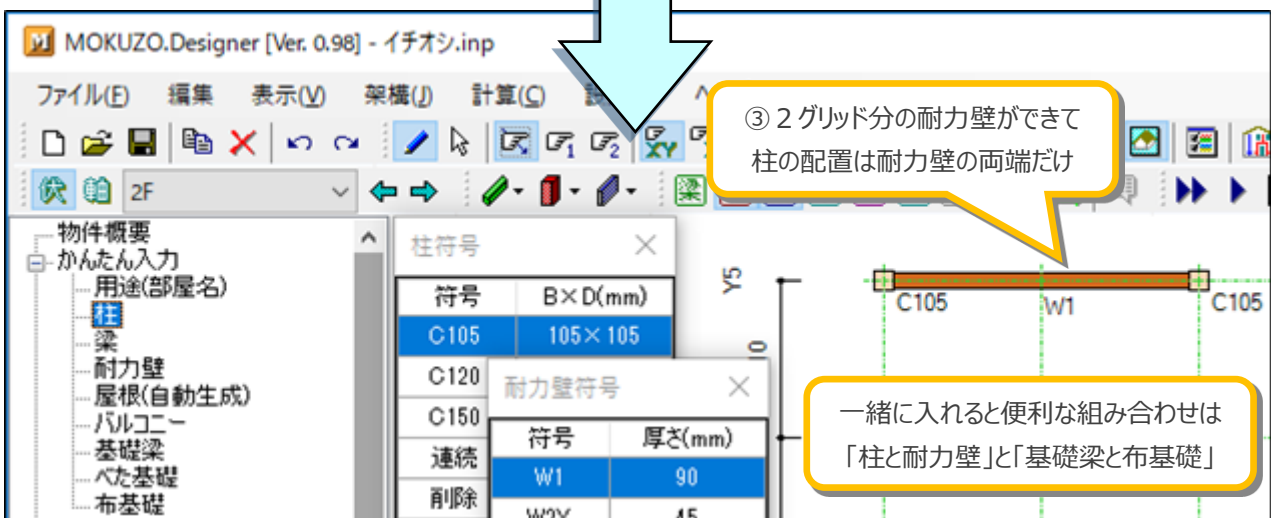 MOKUZO.Designer [Ver. 0.98] - イチオシ.inp
ファイル(F) 編集 表示(V) 架構(J) 計算(C)
③２グリッド分の耐力壁ができて
柱の配置は耐力壁の両端だけ
1 2 XY
伏 軸 2F 梁
物件概要
かんたん入力
用途(部屋名)
柱
梁
耐力壁
屋根(自動生成)
バルコニー
基礎梁
べた基礎
布基礎
柱符号
符号 B×D(mm)
C105 105×105
C120
C150
連続
削除
耐力壁符号
符号 厚さ(mm)
W1 90
W2Y 45
Y5
C105 W1 C105
一緒に入れると便利な組み合わせは
「柱と耐力壁」と「基礎梁と布基礎」